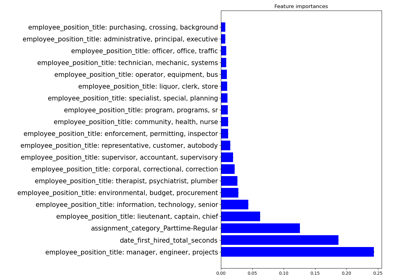 Feature importances
employee_position_title: purchasing, crossing, background
employee_position_title: administrative, principal, executive
employee_position_title: officer, office, traffic
employee_position_title: technician, mechanic, systems
employee_position_title: operator, equipment, bus
employee_position_title: liquor, clerk, store
employee_position_title: specialist, special, planning
employee_position_title: program, programs, sr
employee_position_title: community, health, nurse
employee_position_title: enforcement, permitting, inspector
employee_position_title: representative, customer, autobody
employee_position_title: supervisor, accountant, supervisory
employee_position_title: corporal, correctional, correction
employee_position_title: therapist, psychiatrist, plumber
employee_position_title: environmental, budget, procurement
employee_position_title: information, technology, senior
employee_position_title: lieutenant, captain, chief
assignment_category_Parttime-Regular
date_first_hired_total_seconds
employee_position_title: manager, engineer, projects
0.00 0.05 0.10 0.15 0.20 0.25